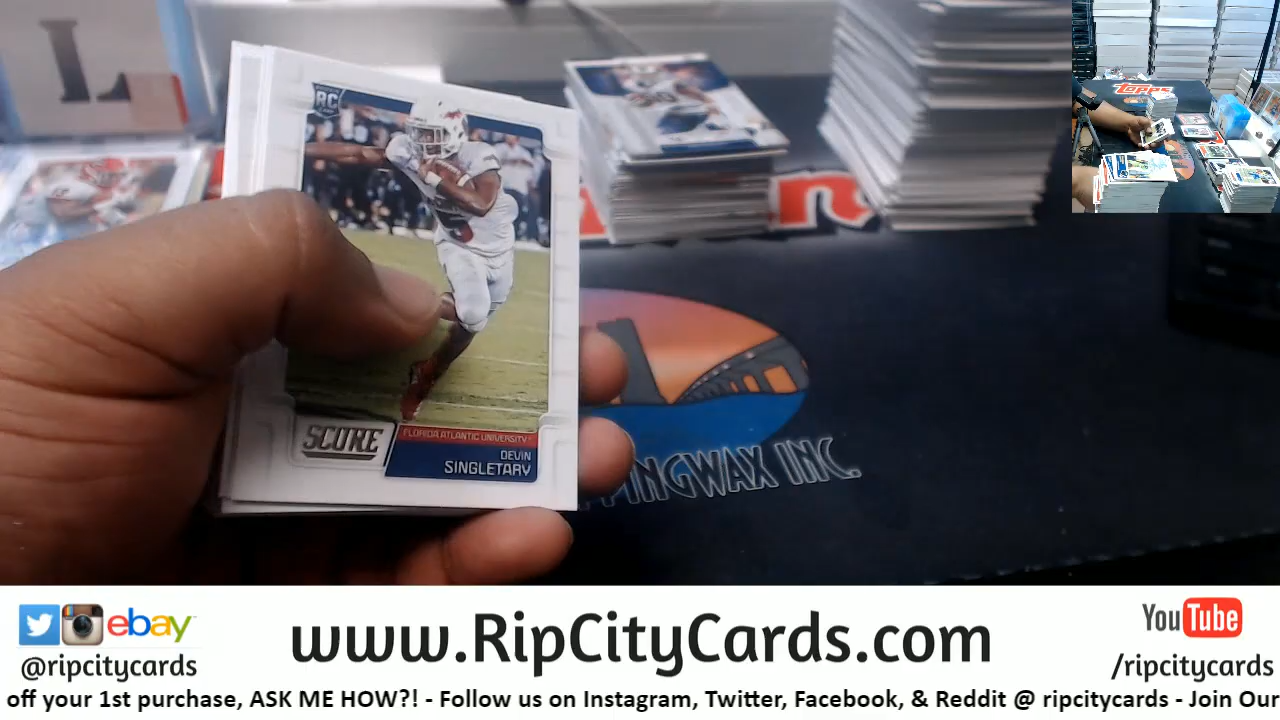 RC
SCORE
FLORIDA ATLANTIC UNIVERSITY
DEVIN
SINGLETARY
PINGWAX INC.
topps
ebay
@ripcitycards
www.RipCityCards.com
YouTube
/ripcitycards
off your 1st purchase, ASK ME HOW?! - Follow us on Instagram, Twitter, Facebook, & Reddit @ ripcitycards - Join Our